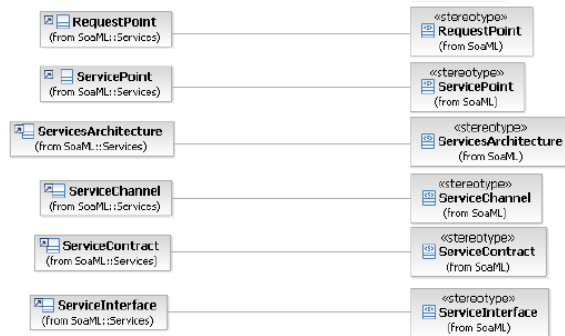 RequestPoint
(from SoaML::Services)
«stereotype»
RequestPoint
(from SoaML)
ServicePoint
(from SoaML::Services)
«stereotype»
ServicePoint
(from SoaML)
ServicesArchitecture
(from SoaML::Services)
«stereotype»
ServicesArchitecture
(from SoaML)
ServiceChannel
(from SoaML::Services)
«stereotype»
ServiceChannel
(from SoaML)
ServiceContract
(from SoaML::Services)
«stereotype»
ServiceContract
(from SoaML)
ServiceInterface
(from SoaML::Services)
«stereotype»
ServiceInterface
(from SoaML)